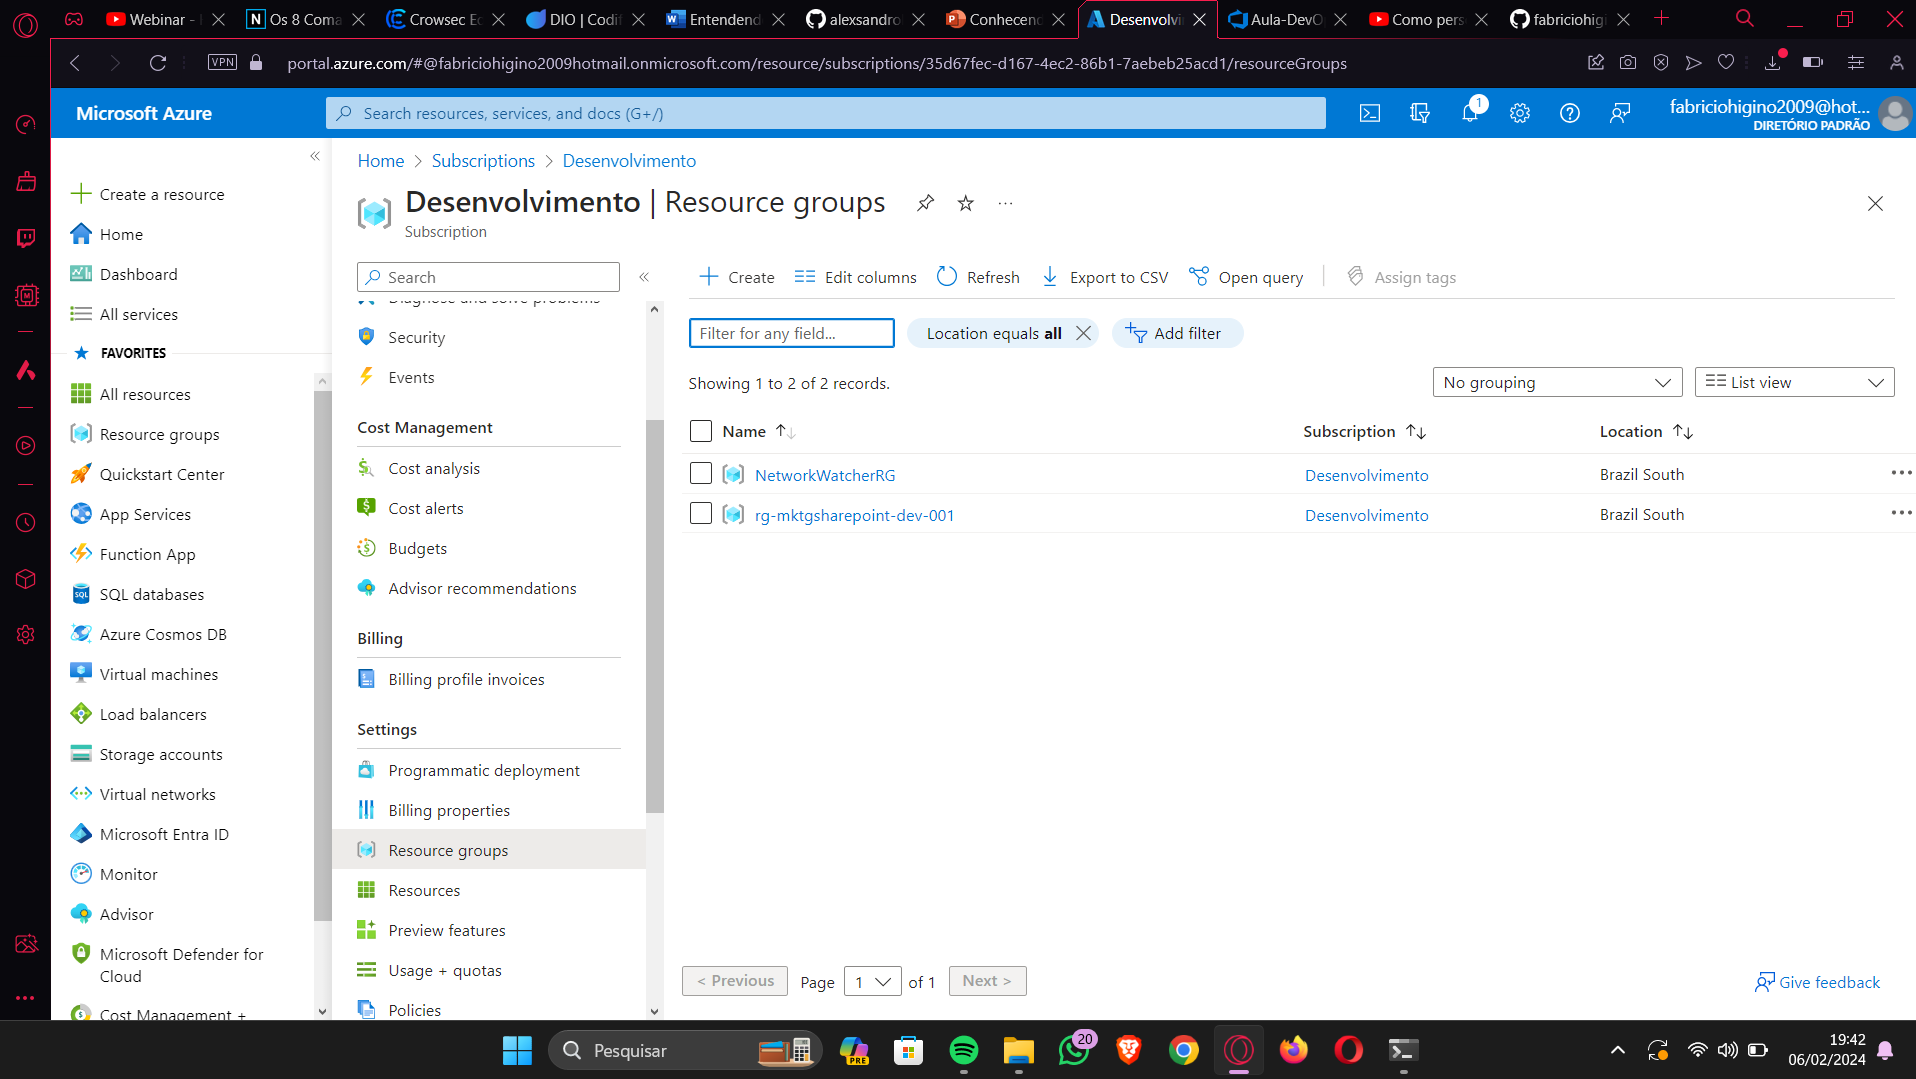 Webinar -
Os 8 Coma
Crowsec Ec
DIO | Codif
Entendend
alexsandro
Conhecenc
Desenvolvi
Aula-DevO
Como pers
fabriciohigi
VPN
portal.azure.com/#@fabriciohigino2009hotmail.onmicrosoft.com/resource/subscriptions/35d67fec-d167-4ec2-86b1-7aebeb25acd1/resourceGroups
Microsoft Azure
Search resources, services, and docs (G+/)
1
fabriciohigino2009@hot...
DIRETÓRIO PADRÃO
Create a resource
Home
Dashboard
All services
FAVORITES
All resources
Resource groups
Quickstart Center
App Services
Function App
SQL databases
Azure Cosmos DB
Virtual machines
Load balancers
Storage accounts
Virtual networks
Microsoft Entra ID
Monitor
Advisor
Microsoft Defender for
Cloud
Cost Management +
Home > Subscriptions > Desenvolvimento
Desenvolvimento | Resource groups
Subscription
Search
Diagnose and solve problems
Security
Events
Cost Management
Cost analysis
Cost alerts
Budgets
Advisor recommendations
Billing
Billing profile invoices
Settings
Programmatic deployment
Billing properties
Resource groups
Resources
Preview features
Usage + quotas
Policies
Create
Edit columns
Refresh
Export to CSV
Open query
Assign tags
Filter for any field...
Location equals all
Add filter
Showing 1 to 2 of 2 records.
No grouping
List view
Name
Subscription
Location
NetworkWatcherRG
Desenvolvimento
Brazil South
rg-mktgsharepoint-dev-001
Desenvolvimento
Brazil South
< Previous
Page
1
of 1
Next >
Give feedback
Pesquisar
PRE
20
19:42
06/02/2024